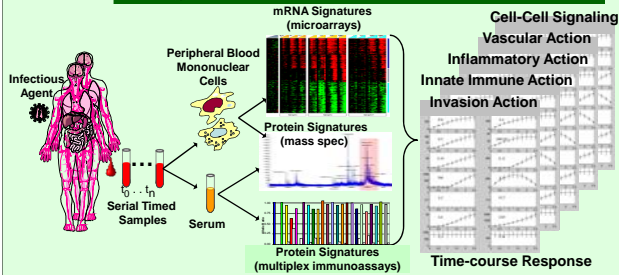 mRNA Signatures
(microarrays)
Cell-Cell Signaling
Vascular Action
Inflammatory Action
Innate Immune Action
Invasion Action
Peripheral Blood
Mononuclear
Cells
Infectious
Agent
Protein Signatures
(mass spec)
t0 . . tn
Serial Timed
Samples
Serum
Protein Signatures
(multiplex immunoassays)
Time-course Response